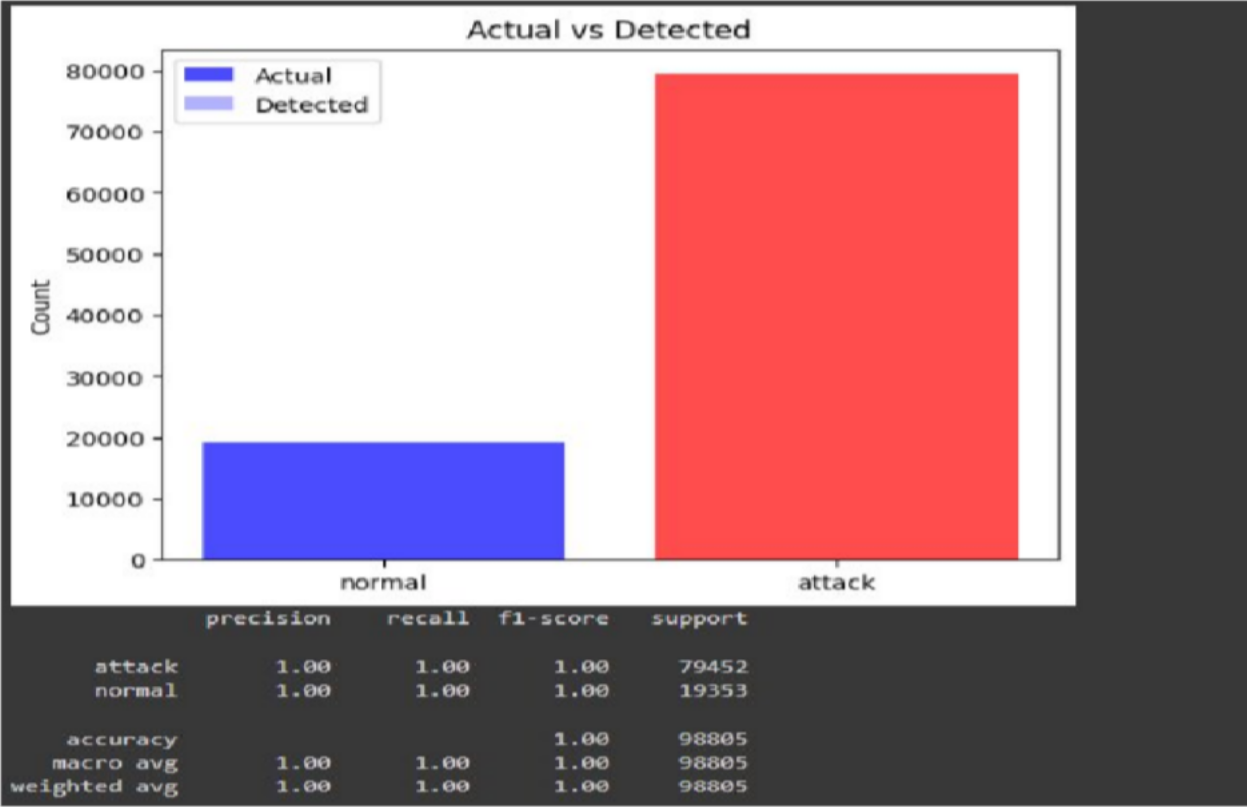 Actual vs Detected
Actual
Detected
80000
70000
60000
50000
40000
30000
20000
10000
0
Count
normal attack
precision recall f1-score support
attack 1.00 1.00 1.00 79452
normal 1.00 1.00 1.00 19353
accuracy 1.00 98805
macro avg 1.00 1.00 1.00 98805
weighted avg 1.00 1.00 1.00 98805